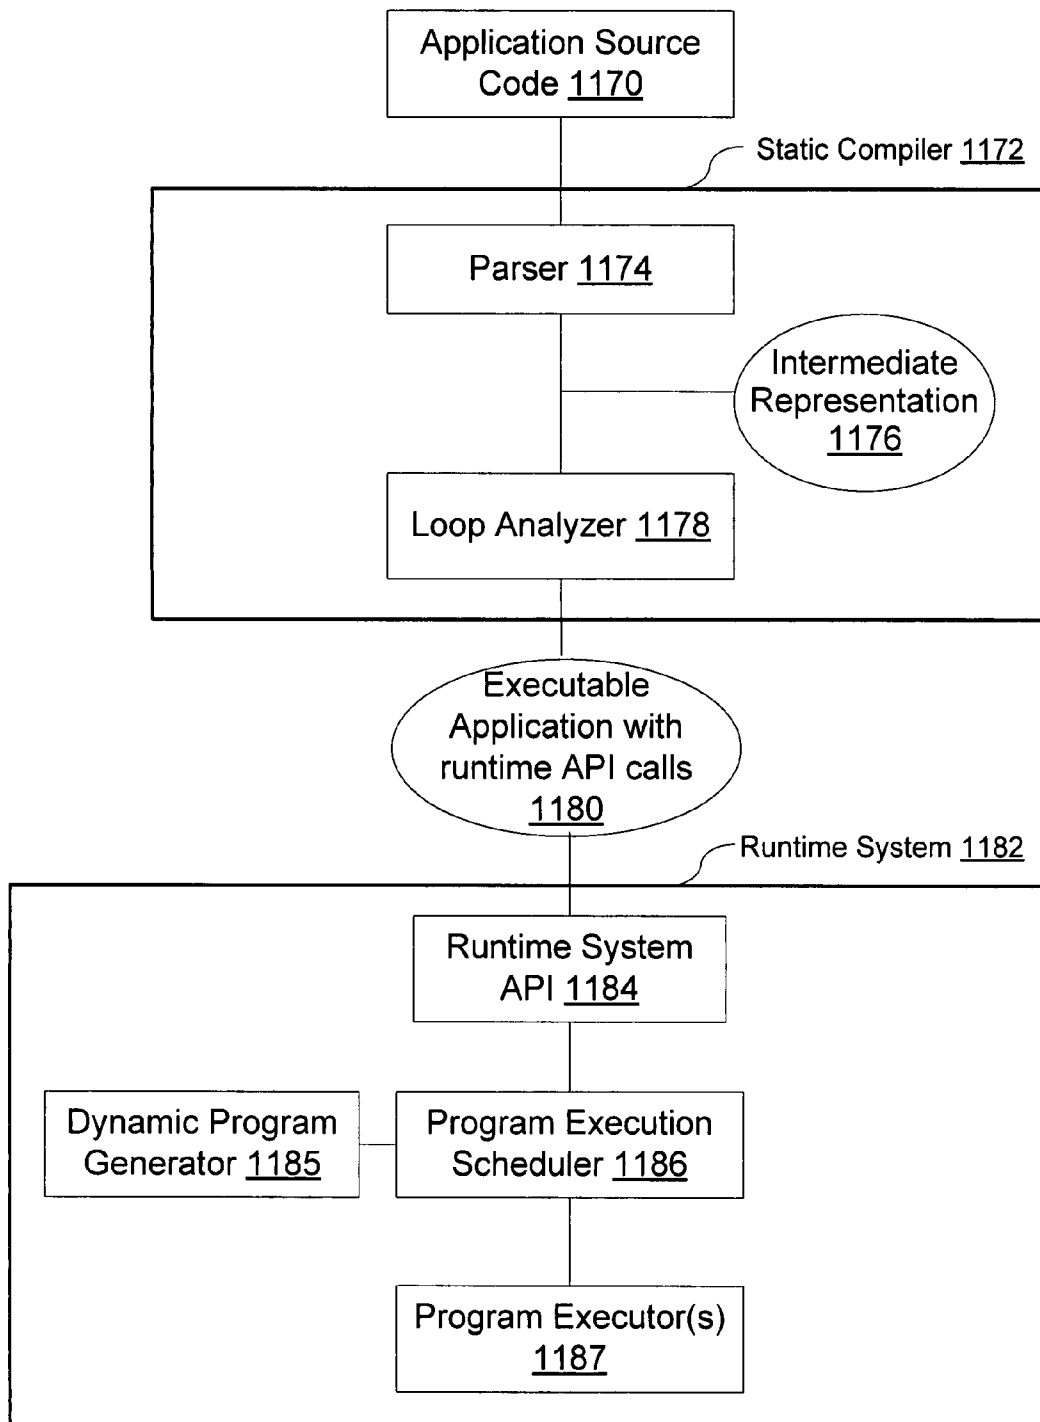 Application Source
Code 1170
Static Compiler 1172
Parser 1174
Intermediate
Representation
1176
Loop Analyzer 1178
Executable
Application with
runtime API calls
1180
Runtime System 1182
Runtime System
API 1184
Dynamic Program
Generator 1185
Program Execution
Scheduler 1186
Program Executor(s)
1187